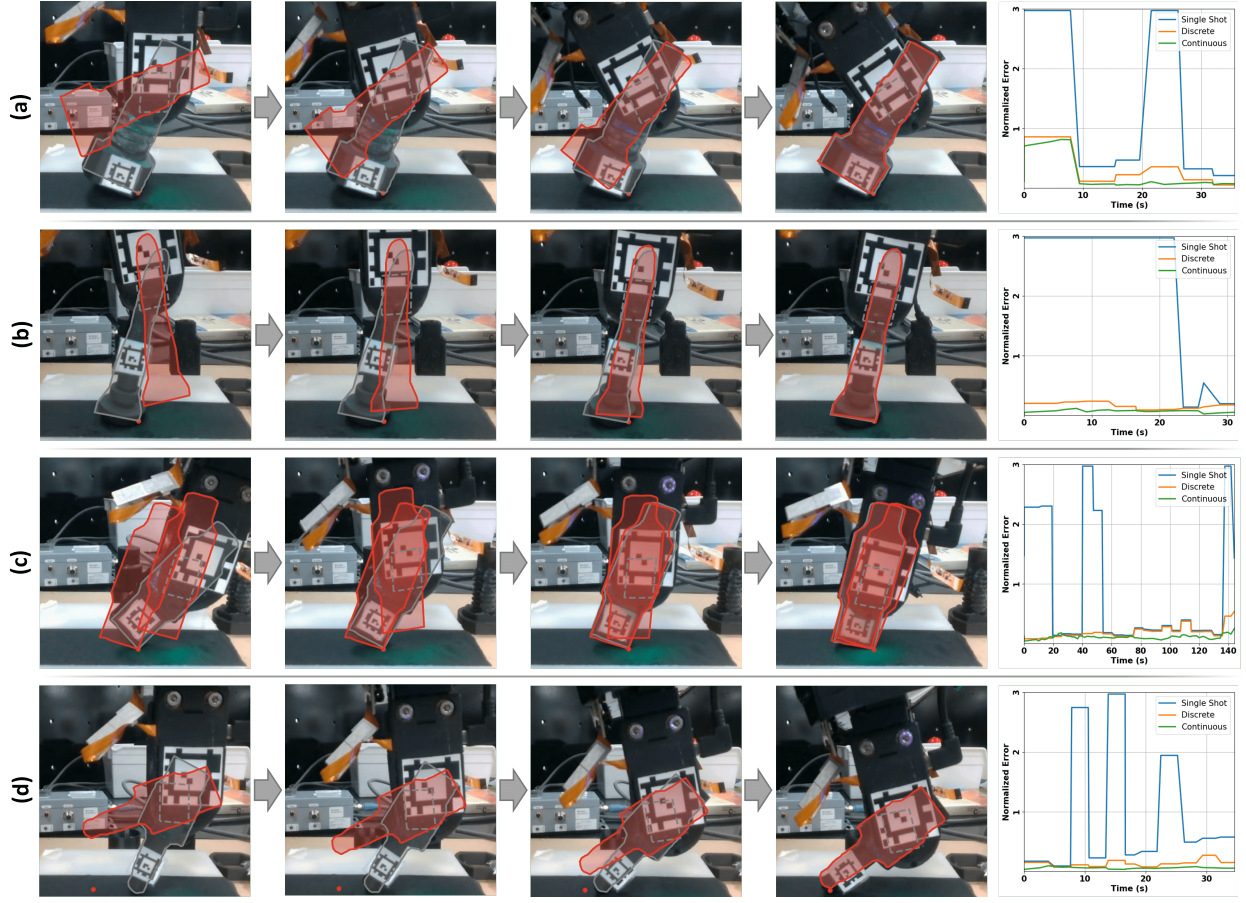 (a)
Normalized Error
3
2
1
Single Shot
Discrete
Continuous
0 10 20 30
Time (s)
(b)
Normalized Error
3
2
1
Single Shot
Discrete
Continuous
0 10 20 30
Time (s)
(c)
Normalized Error
3
2
1
Single Shot
Discrete
Continuous
0 20 40 60 80 100 120 140
Time (s)
(d)
Normalized Error
3
2
1
Single Shot
Discrete
Continuous
0 10 20 30
Time (s)